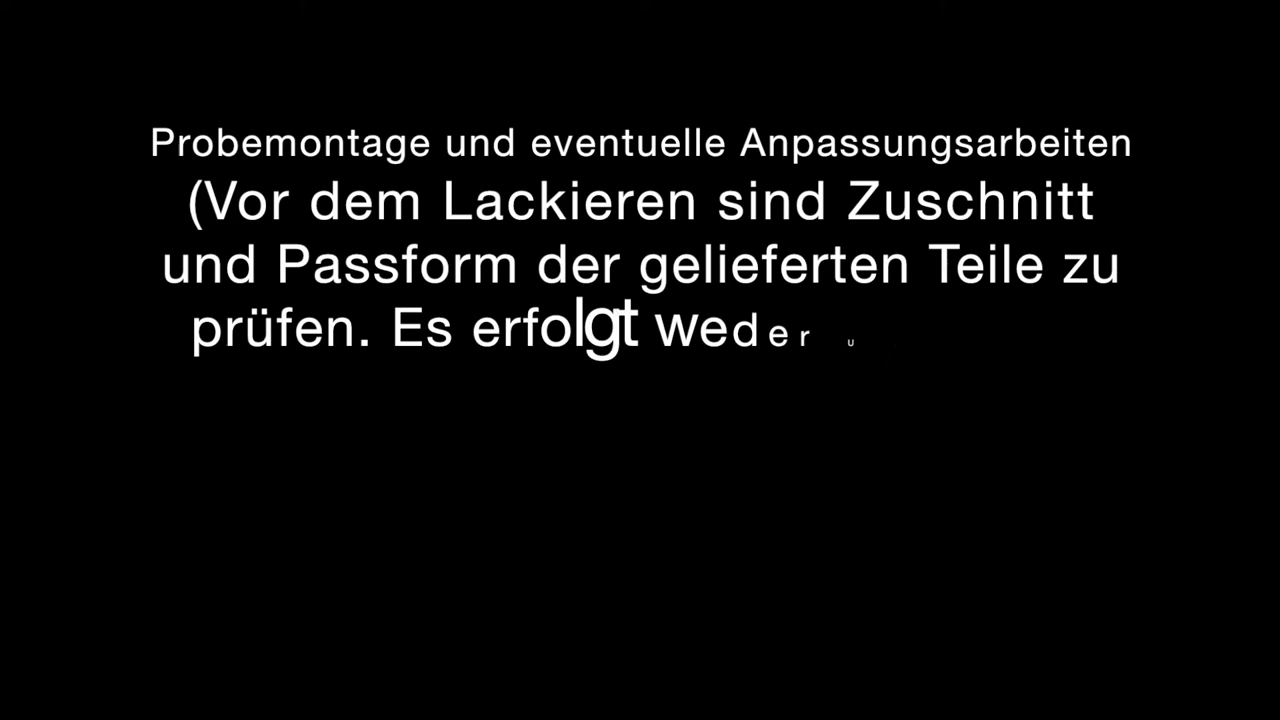 Probemontage und eventuelle Anpassungsarbeiten
(Vor dem Lackieren sind Zuschnitt
und Passform der gelieferten Teile zu
prüfen. Es erfolgt weder u